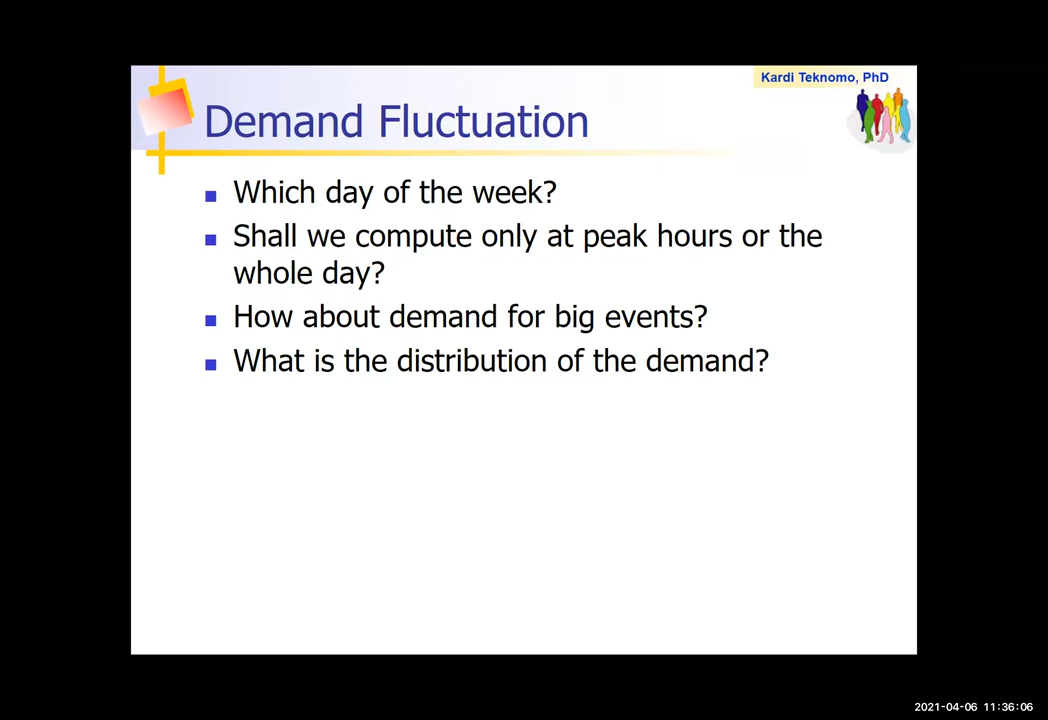 Kardi Teknomo, PhD
Demand Fluctuation
Which day of the week?
Shall we compute only at peak hours or the
whole day?
How about demand for big events?
What is the distribution of the demand?
2021-04-06 11:36:06